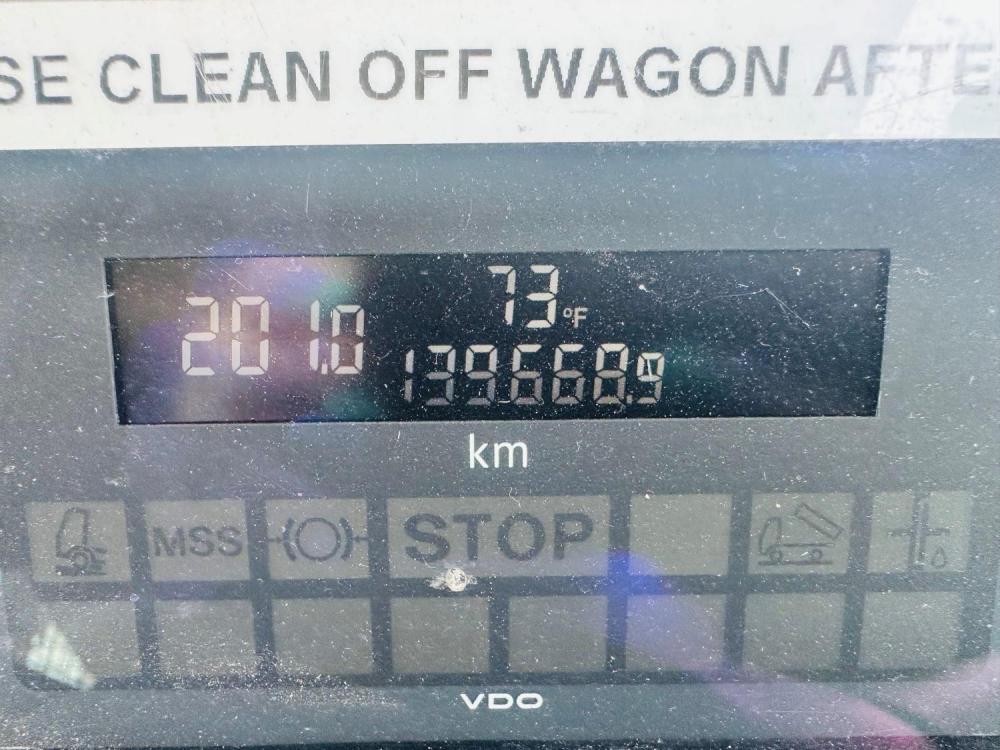 SE CLEAN OFF WAGON AFTE
73 °F
201.0
139668.9
km
MSS STOP
VDO